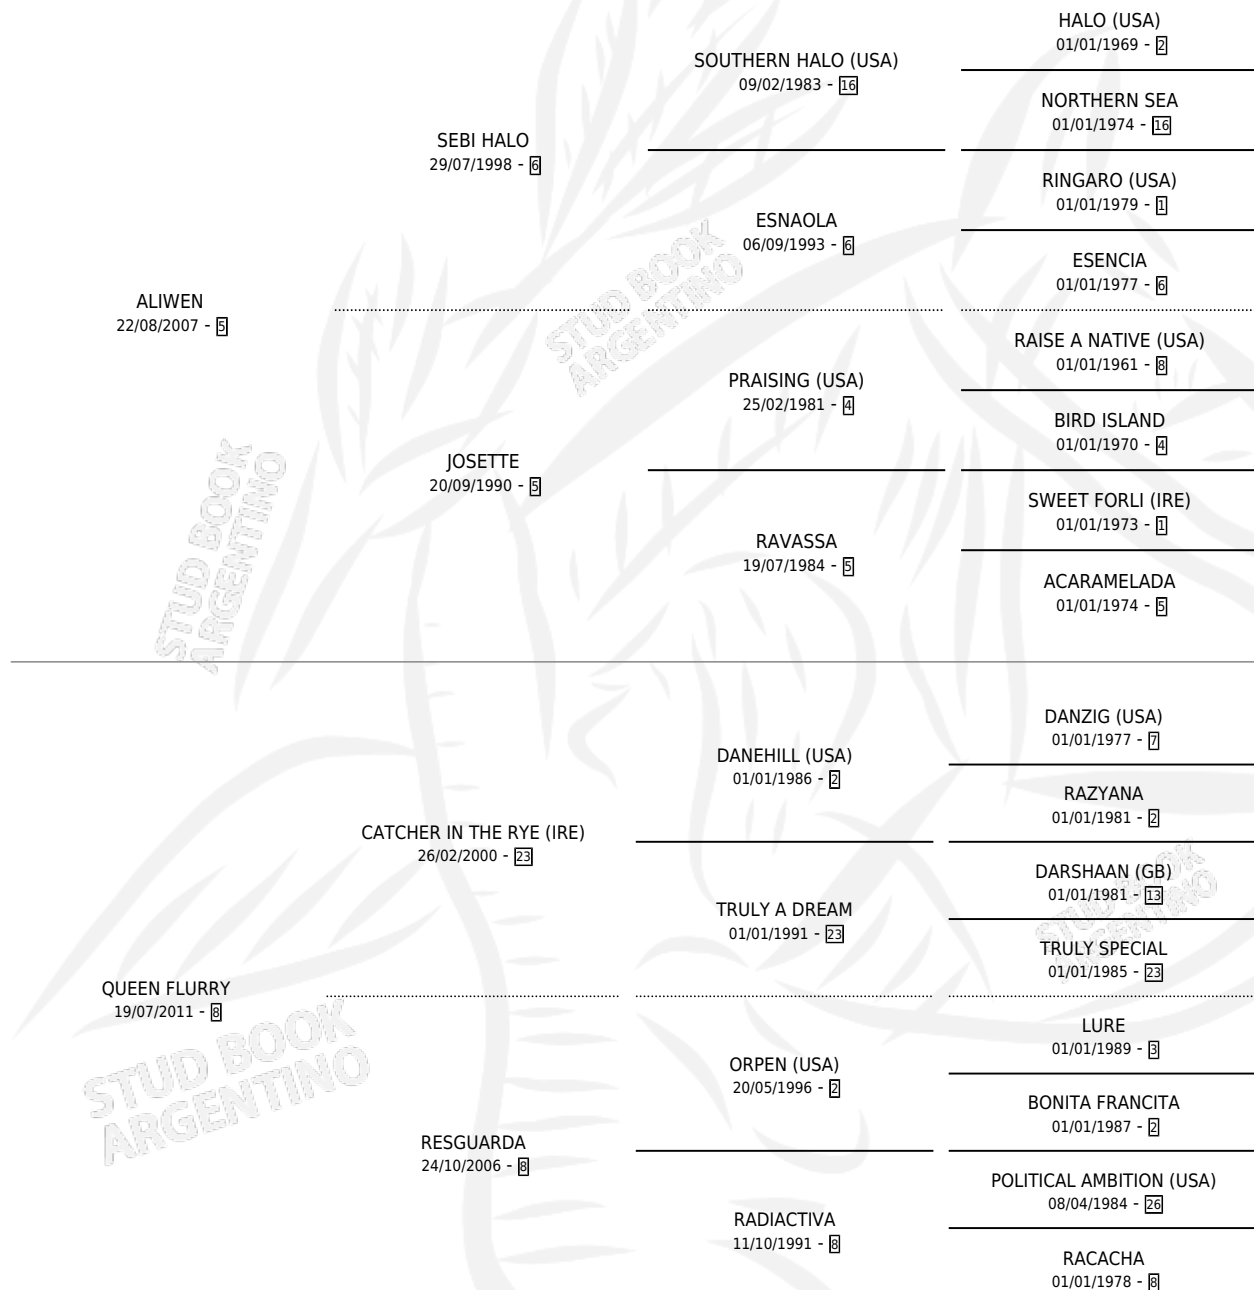 HALO (USA)
01/01/1969 - 2
SOUTHERN HALO (USA)
09/02/1983 - 16
NORTHERN SEA
01/01/1974 - 16
SEBI HALO
29/07/1998 - 6
RINGARO (USA)
01/01/1979 - 1
ESNAOLA
06/09/1993 - 6
ESENCIA
01/01/1977 - 6
ALIWEN
22/08/2007 - 5
RAISE A NATIVE (USA)
01/01/1961 - 8
PRAISING (USA)
25/02/1981 - 4
BIRD ISLAND
01/01/1970 - 4
JOSETTE
20/09/1990 - 5
SWEET FORLI (IRE)
01/01/1973 - 1
RAVASSA
19/07/1984 - 5
ACARAMELADA
01/01/1974 - 5
DANZIG (USA)
01/01/1977 - 7
DANEHILL (USA)
01/01/1986 - 2
RAZYANA
01/01/1981 - 2
CATCHER IN THE RYE (IRE)
26/02/2000 - 23
DARSHAAN (GB)
01/01/1981 - 13
TRULY A DREAM
01/01/1991 - 23
TRULY SPECIAL
01/01/1985 - 23
QUEEN FLURRY
19/07/2011 - 8
LURE
01/01/1989 - 3
ORPEN (USA)
20/05/1996 - 2
BONITA FRANCITA
01/01/1987 - 2
RESGUARDA
24/10/2006 - 8
POLITICAL AMBITION (USA)
08/04/1984 - 26
RADIACTIVA
11/10/1991 - 8
RACACHA
01/01/1978 - 8
STUD BOOK
ARGENTINO
STUD BOOK
ARGENTINO
STUD BOOK
ARGENTINO
STUD BOOK
ARGENTINO